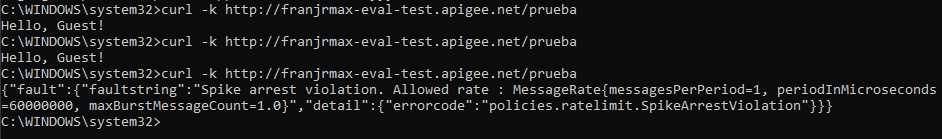 C:\WINDOWS\system32>curl -k http://franjrmax-eval-test.apigee.net/prueba
Hello, Guest!
C:\WINDOWS\system32>curl -k http://franjrmax-eval-test.apigee.net/prueba
Hello, Guest!
C:\WINDOWS\system32>curl -k http://franjrmax-eval-test.apigee.net/prueba
{"fault":{"faultstring":"Spike arrest violation. Allowed rate : MessageRate{messagesPerPeriod=1, periodInMicroseconds
=60000000, maxBurstMessageCount=1.0}","detail":{"errorcode":"policies.ratelimit.SpikeArrestViolation"}}}
C:\WINDOWS\system32>